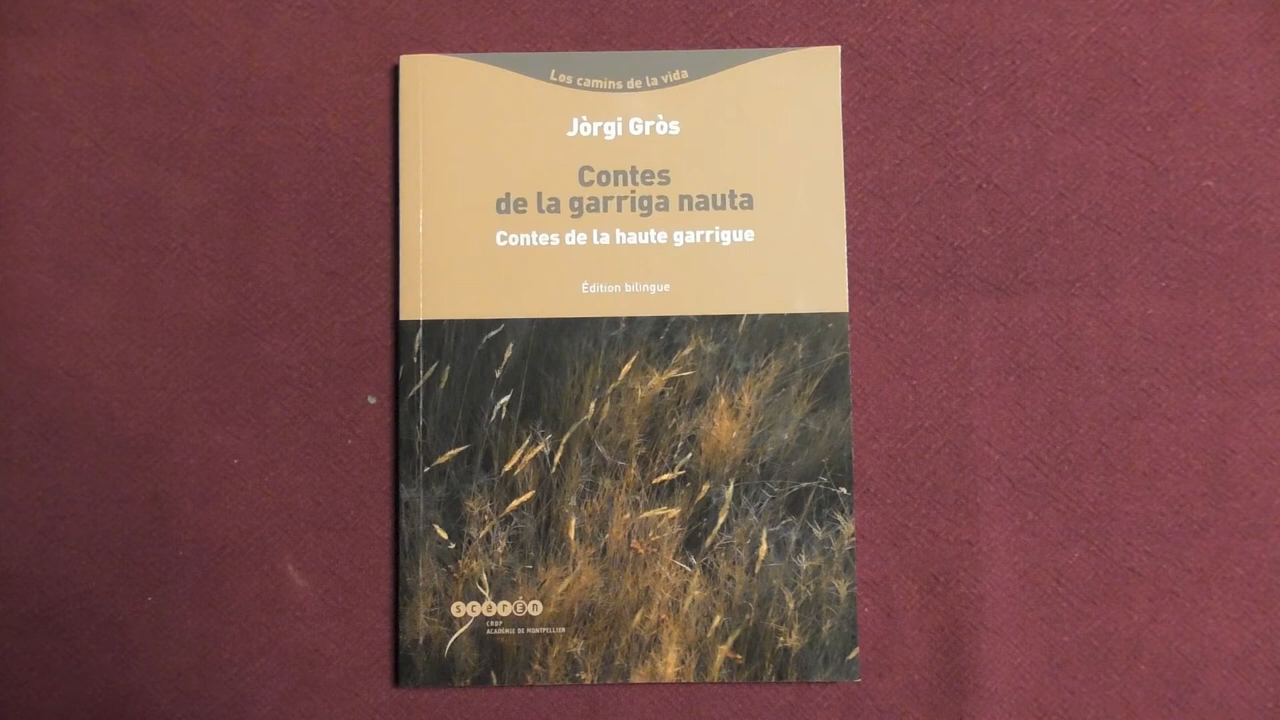 Los camins de la vida
Jòrgi Gròs
Contes
de la garriga nauta
Contes de la haute garrigue
Édition bilingue
scérÉn
CRDP
ACADÉMIE DE MONTPELLIER